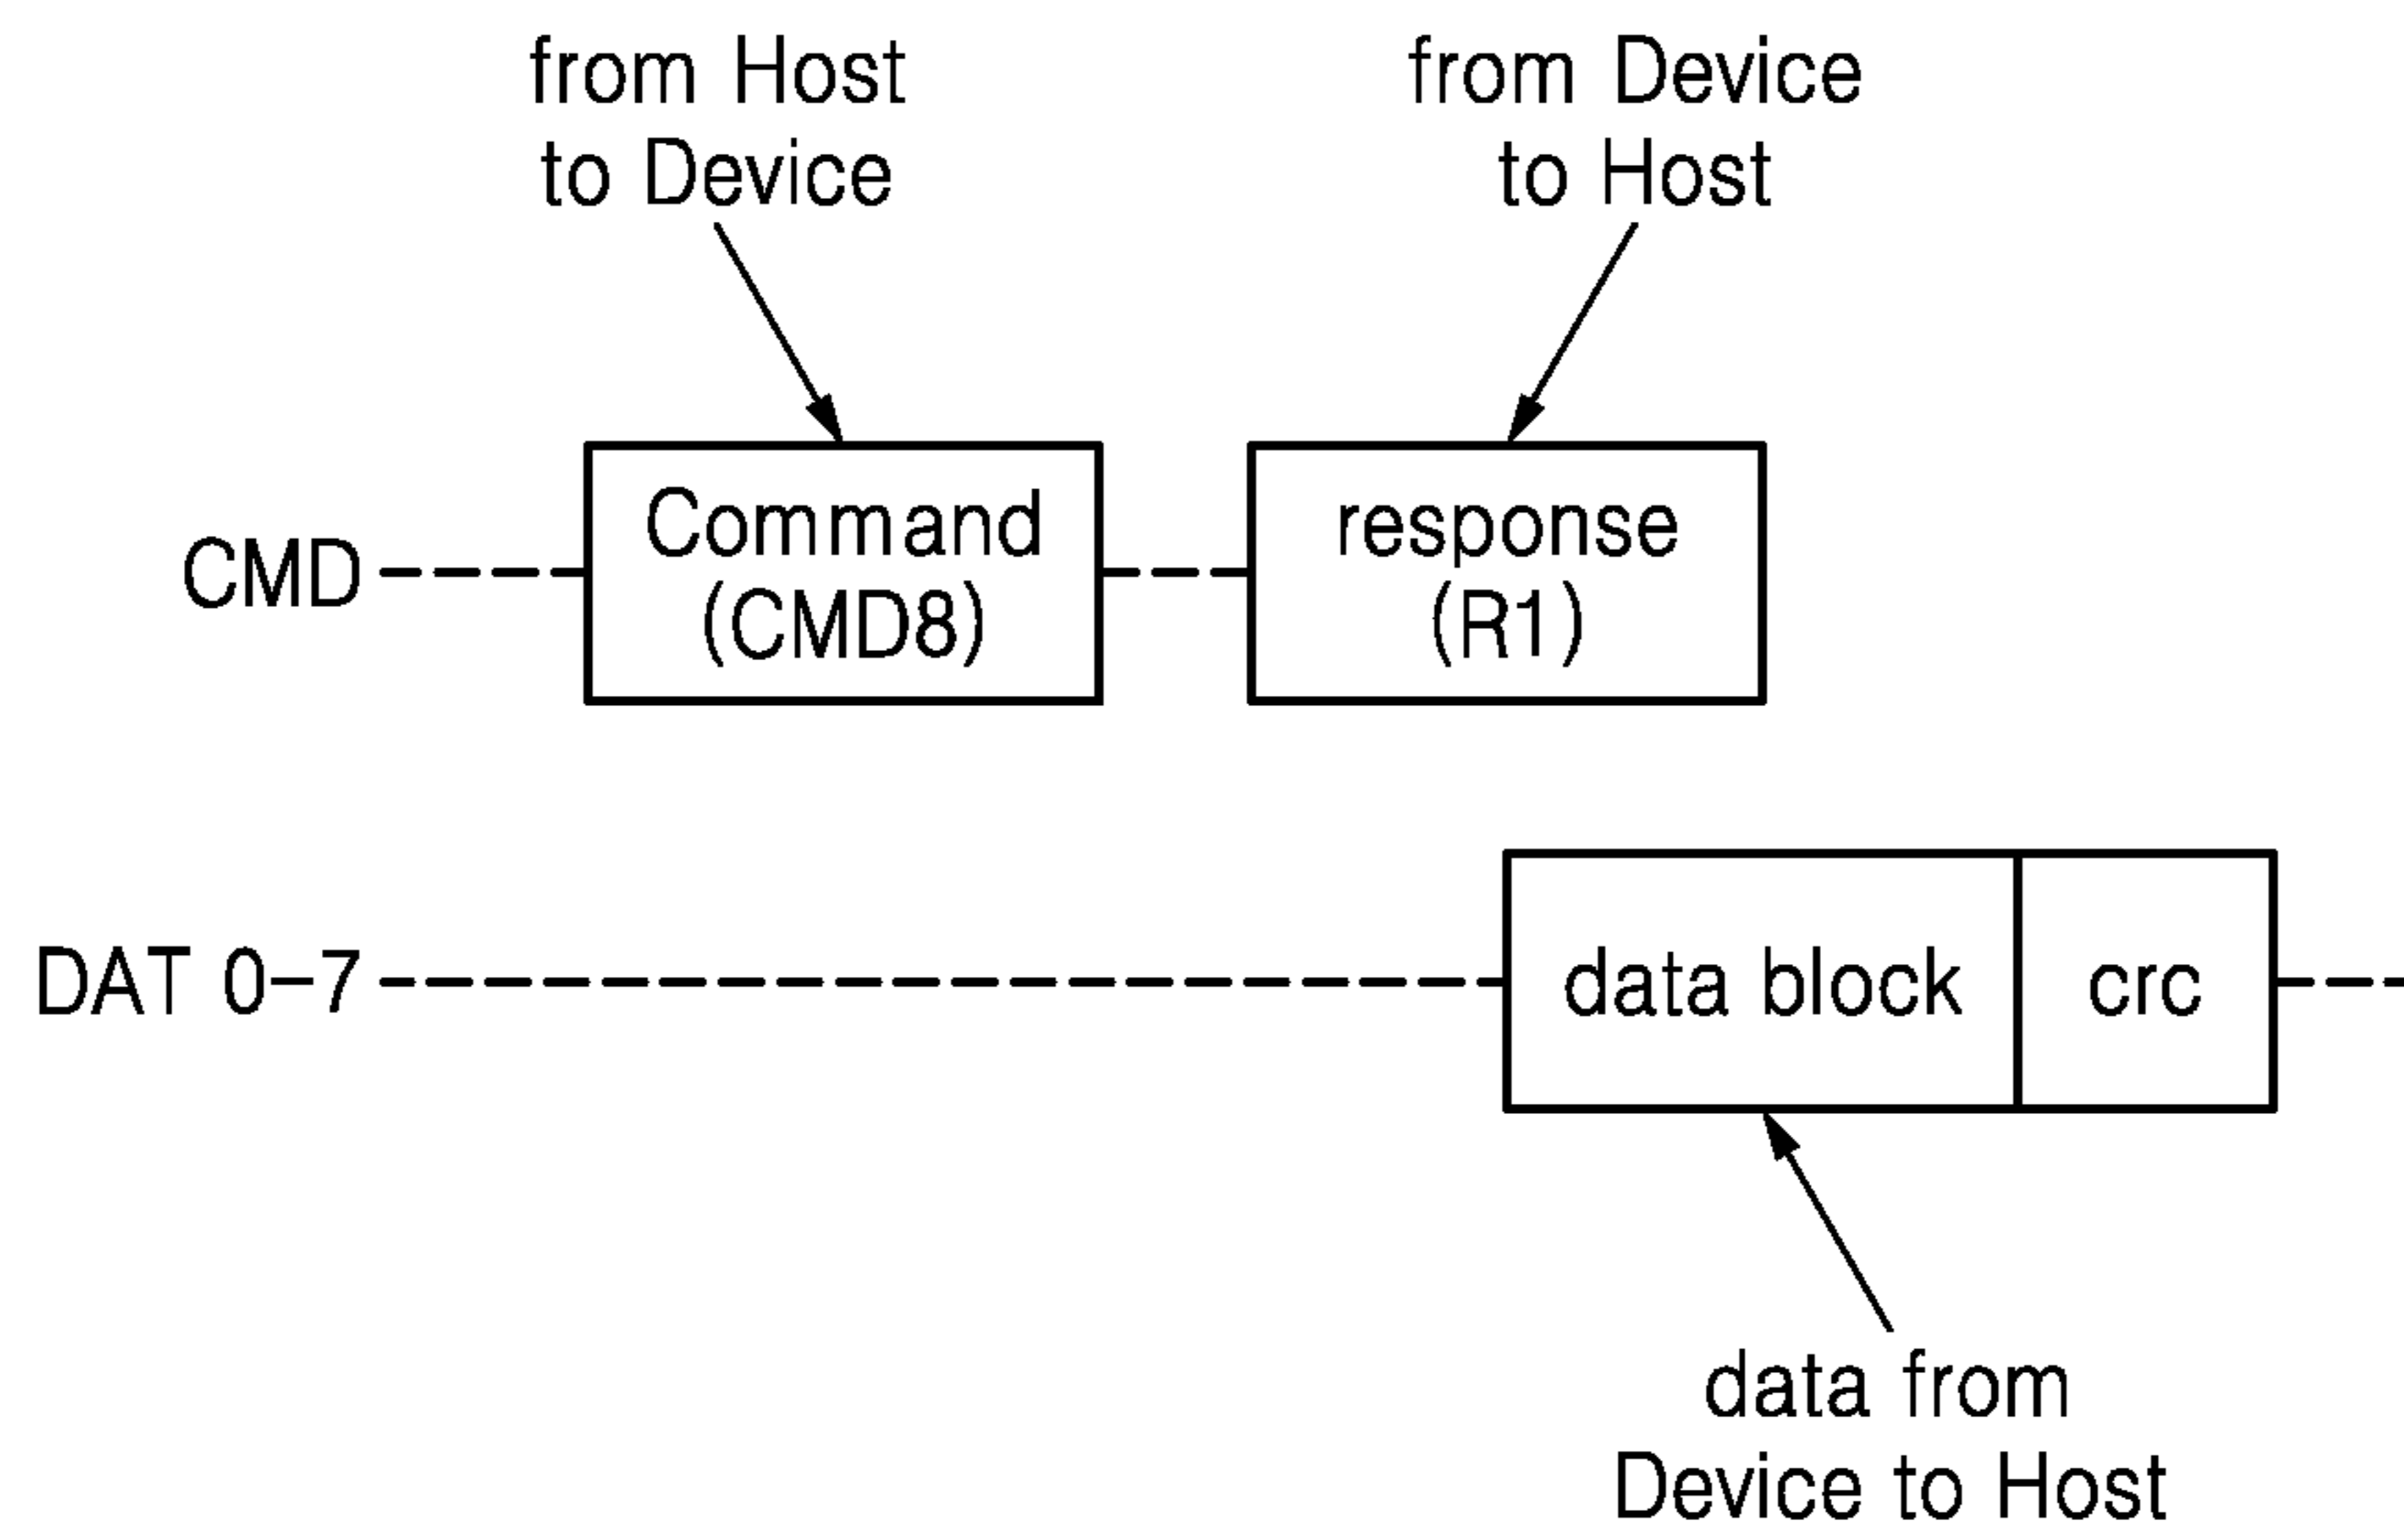 from Host
to Device
from Device
to Host
CMD
Command
(CMD8)
response
(R1)
DAT 0-7
data block
crc
data from
Device to Host